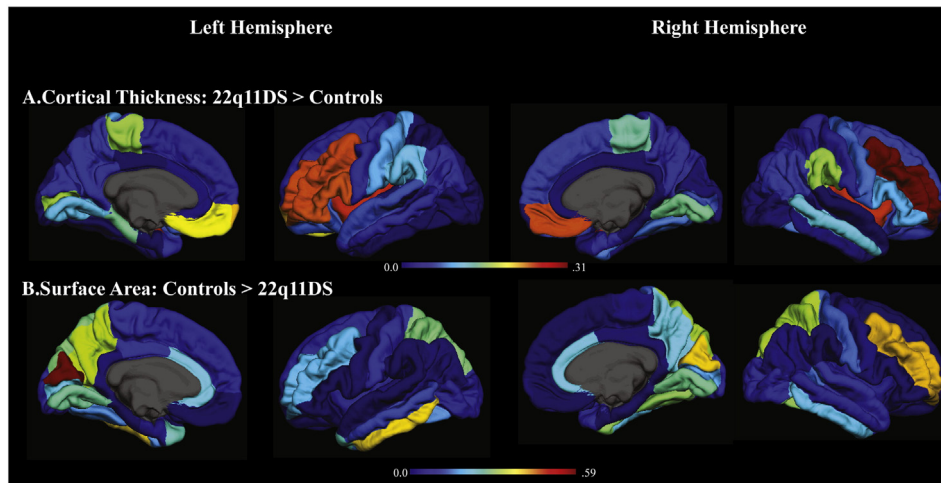 Left Hemisphere Right Hemisphere
A.Cortical Thickness: 22q11DS > Controls
0.0 .31
B.Surface Area: Controls > 22q11DS
0.0 .59